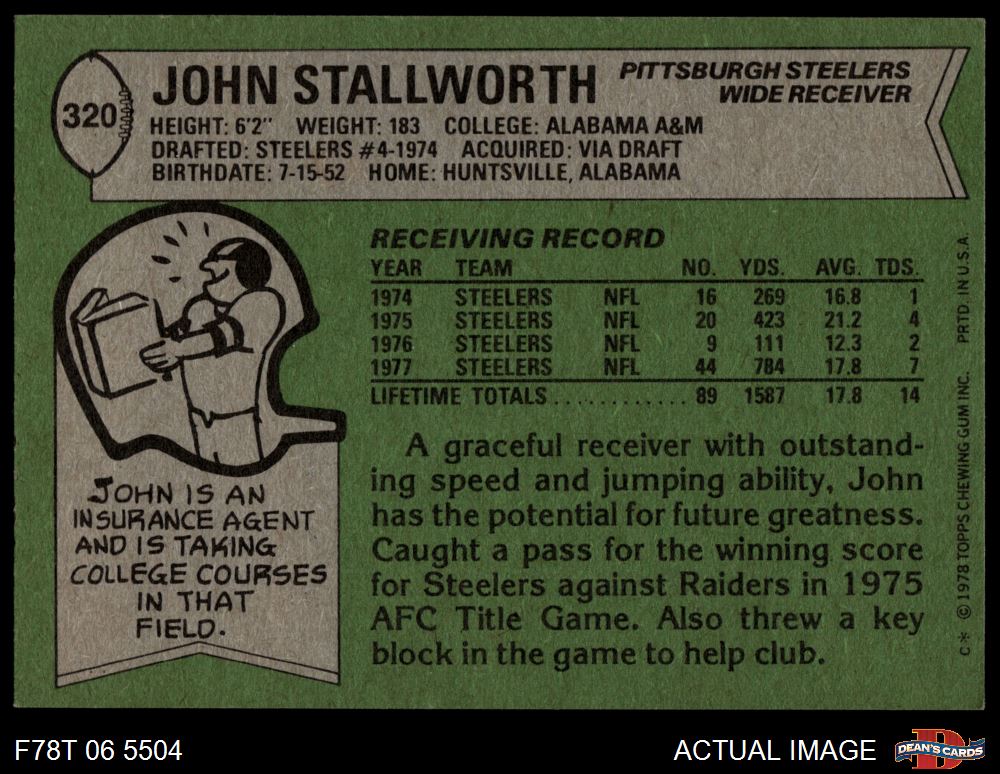 320
JOHN STALLWORTH
PITTSBURGH STEELERS
WIDE RECEIVER
HEIGHT: 6'2" WEIGHT: 183 COLLEGE: ALABAMA A&M
DRAFTED: STEELERS #4-1974 ACQUIRED: VIA DRAFT
BIRTHDATE: 7-15-52 HOME: HUNTSVILLE, ALABAMA
RECEIVING RECORD
YEAR TEAM NO. YDS. AVG. TDS.
1974 STEELERS NFL 16 269 16.8 1
1975 STEELERS NFL 20 423 21.2 4
1976 STEELERS NFL 9 111 12.3 2
1977 STEELERS NFL 44 784 17.8 7
LIFETIME TOTALS............ 89 1587 17.8 14
JOHN IS AN
INSURANCE AGENT
AND IS TAKING
COLLEGE COURSES
IN THAT
FIELD.
A graceful receiver with outstand-
ing speed and jumping ability, John
has the potential for future greatness.
Caught a pass for the winning score
for Steelers against Raiders in 1975
AFC Title Game. Also threw a key
block in the game to help club.
C* © 1978 TOPPS CHEWING GUM INC. PRTD. IN U.S.A.
F78T 06 5504
ACTUAL IMAGE
D
DEAN'S CARDS